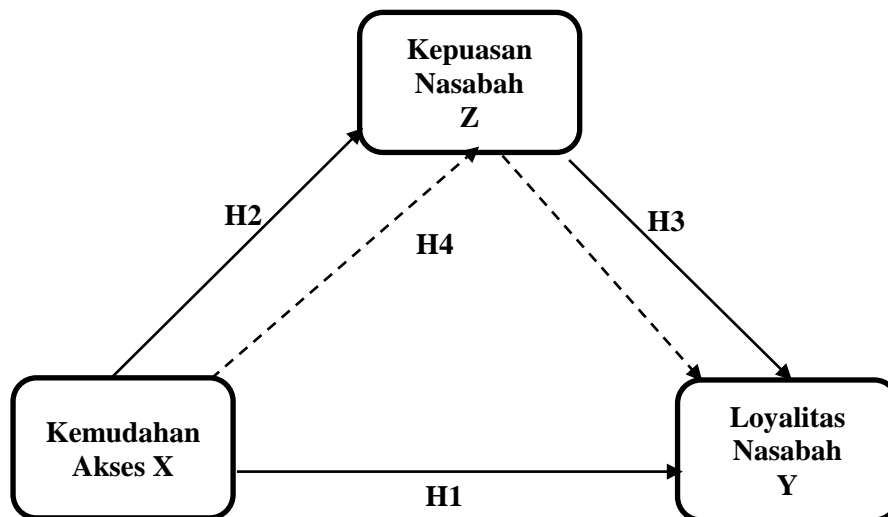 Kepuasan
Nasabah
Z
H2
H4
H3
Kemudahan
Akses X
H1
Loyalitas
Nasabah
Y